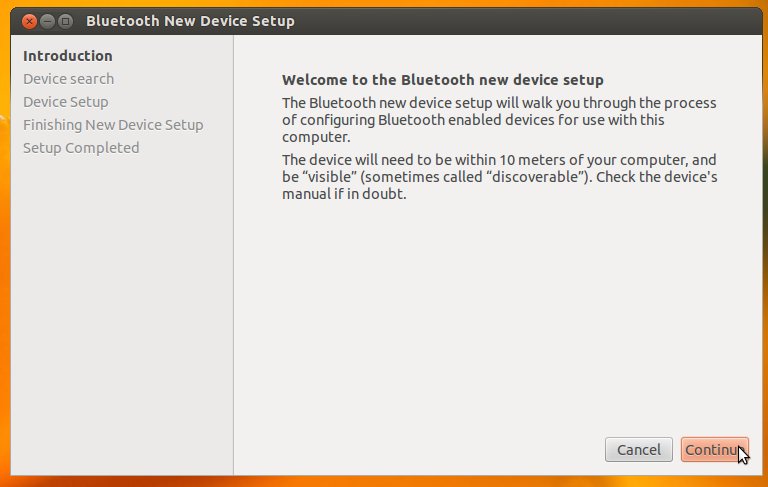 Bluetooth New Device Setup
Introduction
Device search
Device Setup
Finishing New Device Setup
Setup Completed
Welcome to the Bluetooth new device setup
The Bluetooth new device setup will walk you through the process
of configuring Bluetooth enabled devices for use with this
computer.
The device will need to be within 10 meters of your computer, and
be “visible” (sometimes called “discoverable”). Check the device's
manual if in doubt.
Cancel
Continue